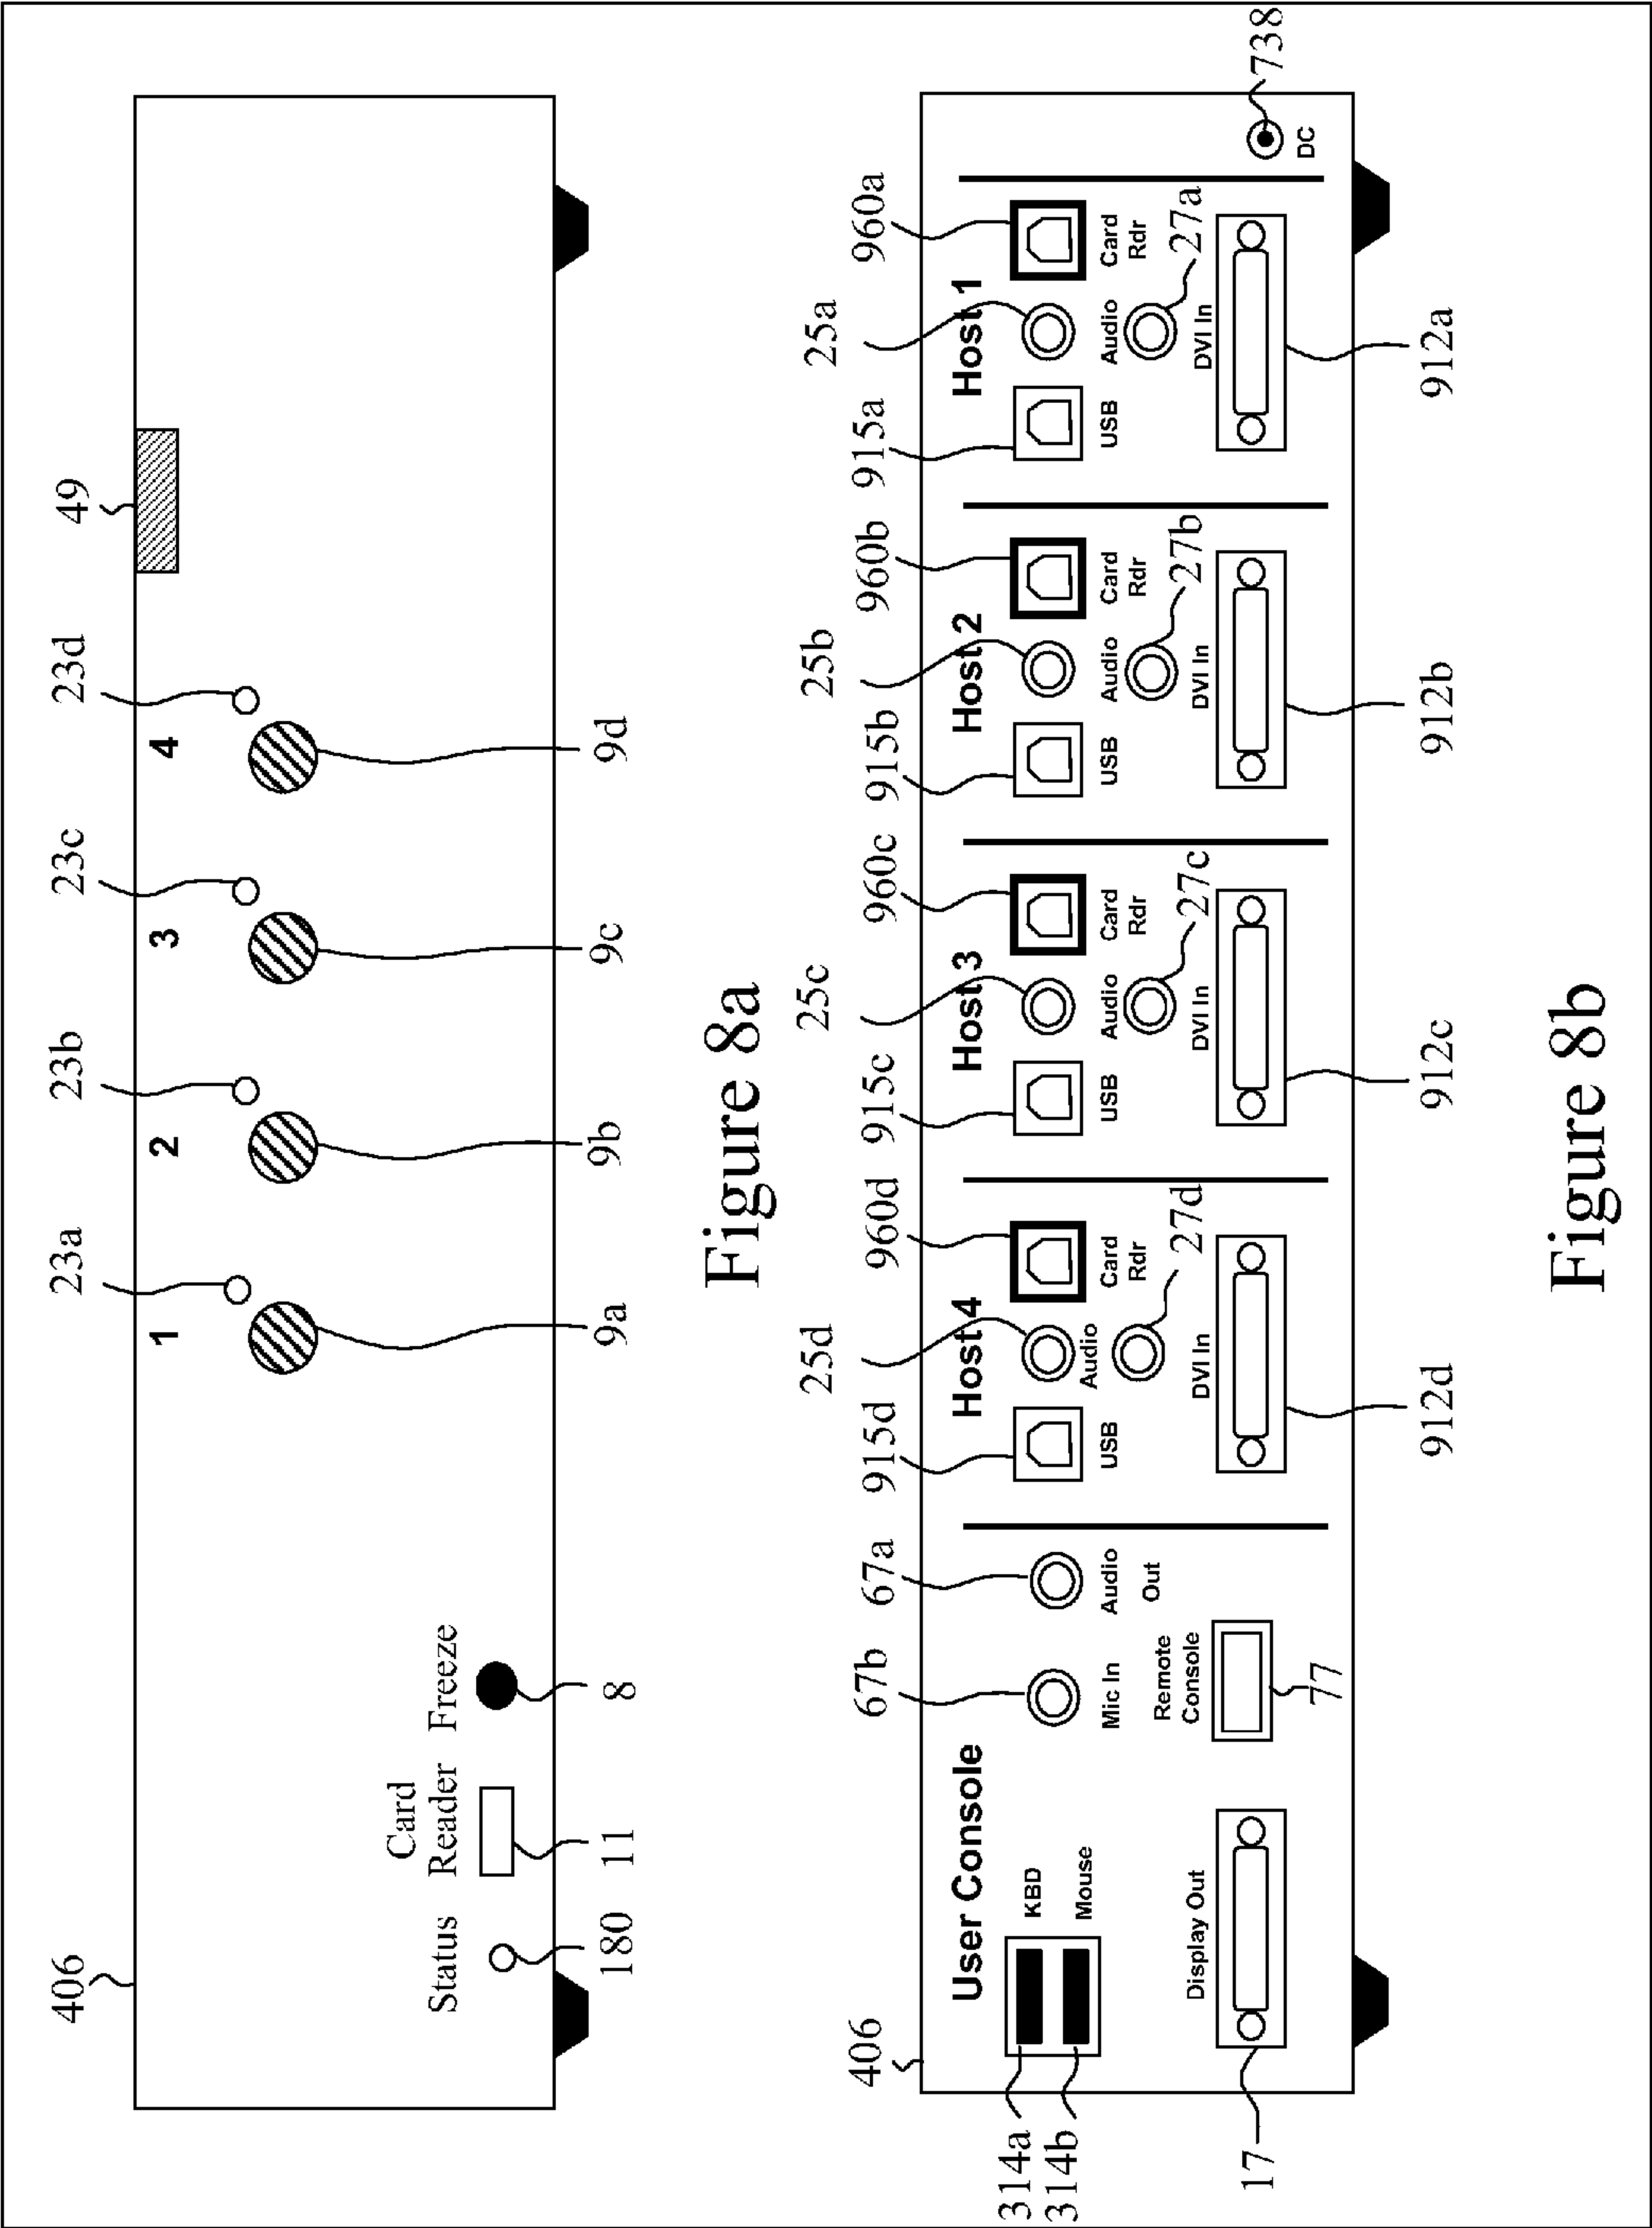 406
49
23a
23b
23c
23d
1
2
3
4
Status
Card
Reader
Freeze
180
11
8
9a
9b
9c
9d
Figure 8a
406
67b
67a
915d
25d
960d
915c
25c
960c
915b
25b
960b
915a
25a
960a
User Console
Host 4
Host 3
Host 2
Host 1
314a
314b
KBD
Mouse
Mic In
Audio
Out
USB
Audio
Card
Rdr
27d
USB
Audio
Card
Rdr
27c
USB
Audio
Card
Rdr
27b
USB
Audio
Card
Rdr
27a
738
DC
Remote
Console
Display Out
DVI In
DVI In
DVI In
DVI In
17
77
912d
912c
912b
912a
Figure 8b